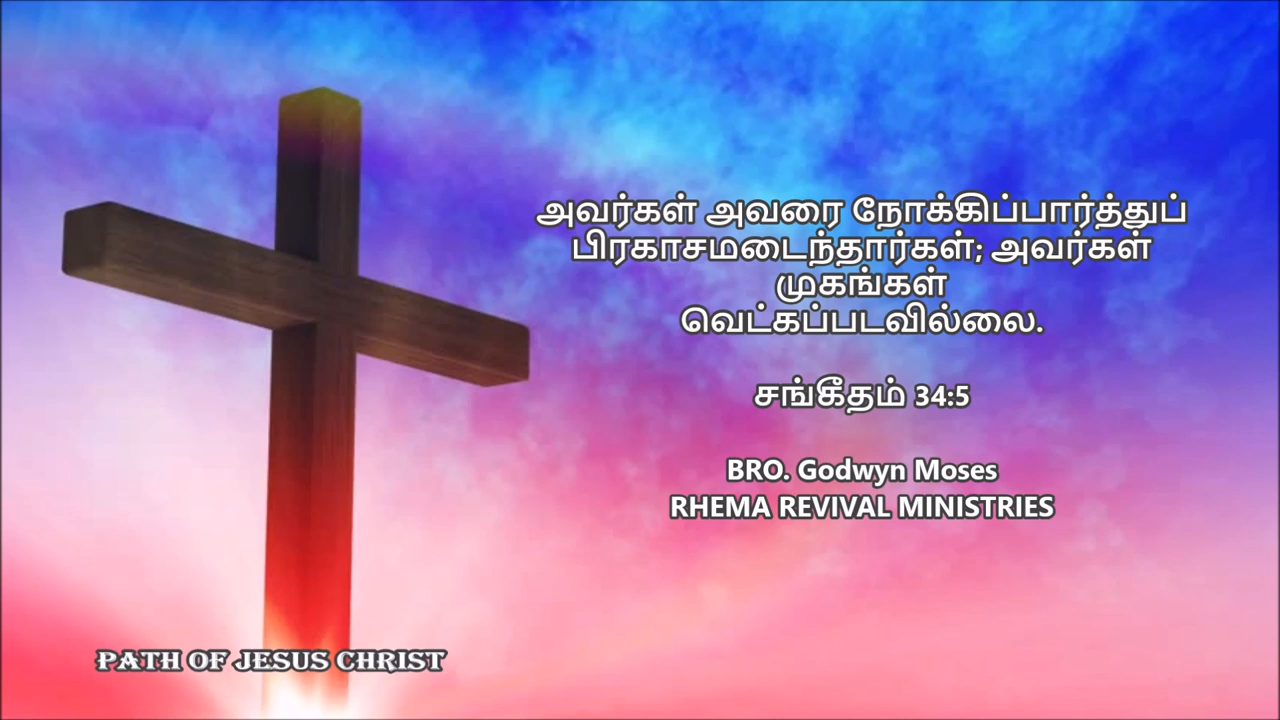 அவர்கள் அவரை நோக்கிப்பார்த்துப்
பிரகாசமடைந்தார்கள்; அவர்கள்
முகங்கள்
வெட்கப்படவில்லை.
சங்கீதம் 34:5
BRO. Godwyn Moses
RHEMA REVIVAL MINISTRIES
PATH OF JESUS CHRIST